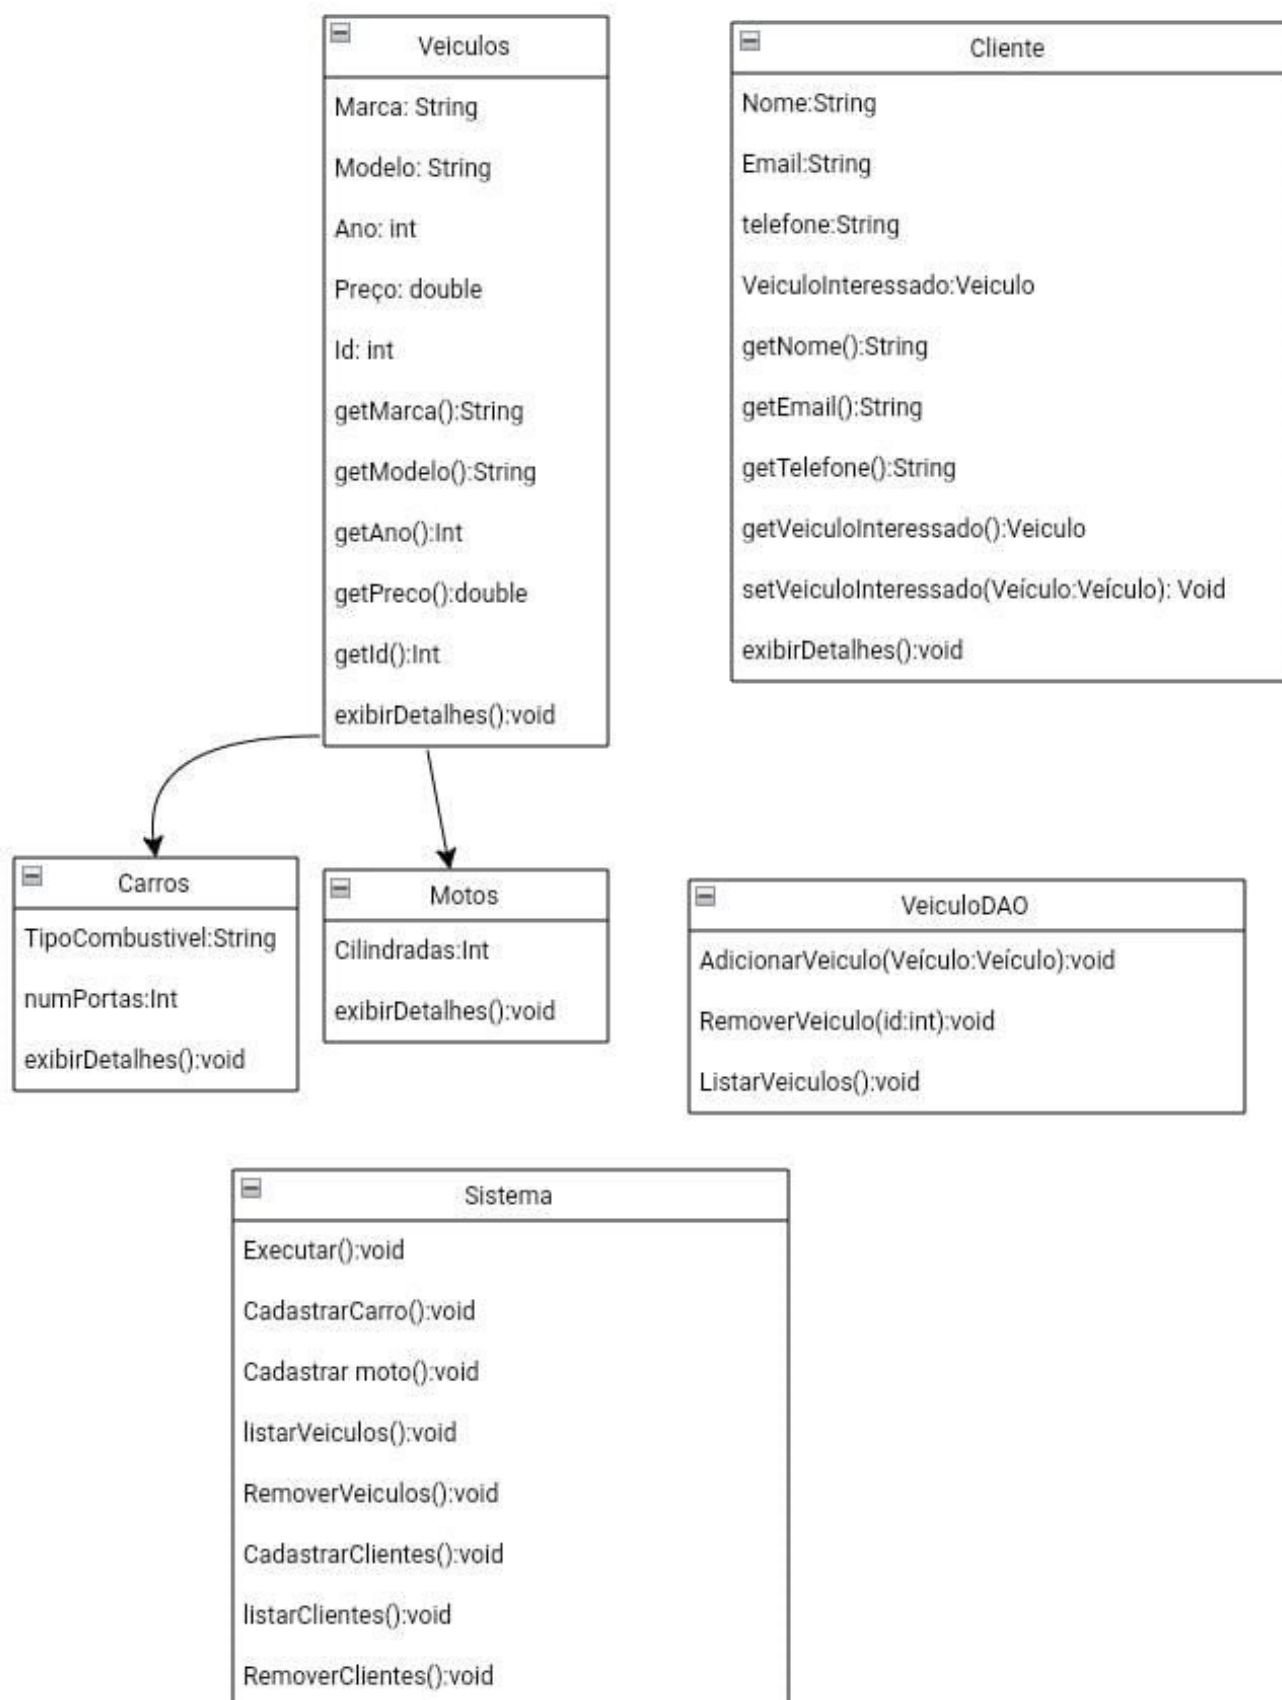 Veiculos
Marca: String
Modelo: String
Ano: int
Preço: double
Id: int
getMarca():String
getModelo():String
getAno():Int
getPreco():double
getId():Int
exibirDetalhes():void
Cliente
Nome:String
Email:String
telefone:String
VeiculoInteressado:Veiculo
getNome():String
getEmail():String
getTelefone():String
getVeiculoInteressado():Veiculo
setVeiculoInteressado(Veículo:Veículo): Void
exibirDetalhes():void
Carros
TipoCombustivel:String
numPortas:Int
exibirDetalhes():void
Motos
Cilindradas:Int
exibirDetalhes():void
VeiculoDAO
AdicionarVeiculo(Veículo:Veículo):void
RemoverVeiculo(id:int):void
ListarVeiculos():void
Sistema
Executar():void
CadastrarCarro():void
Cadastrar moto():void
listarVeiculos():void
RemoverVeiculos():void
CadastrarClientes():void
listarClientes():void
RemoverClientes():void